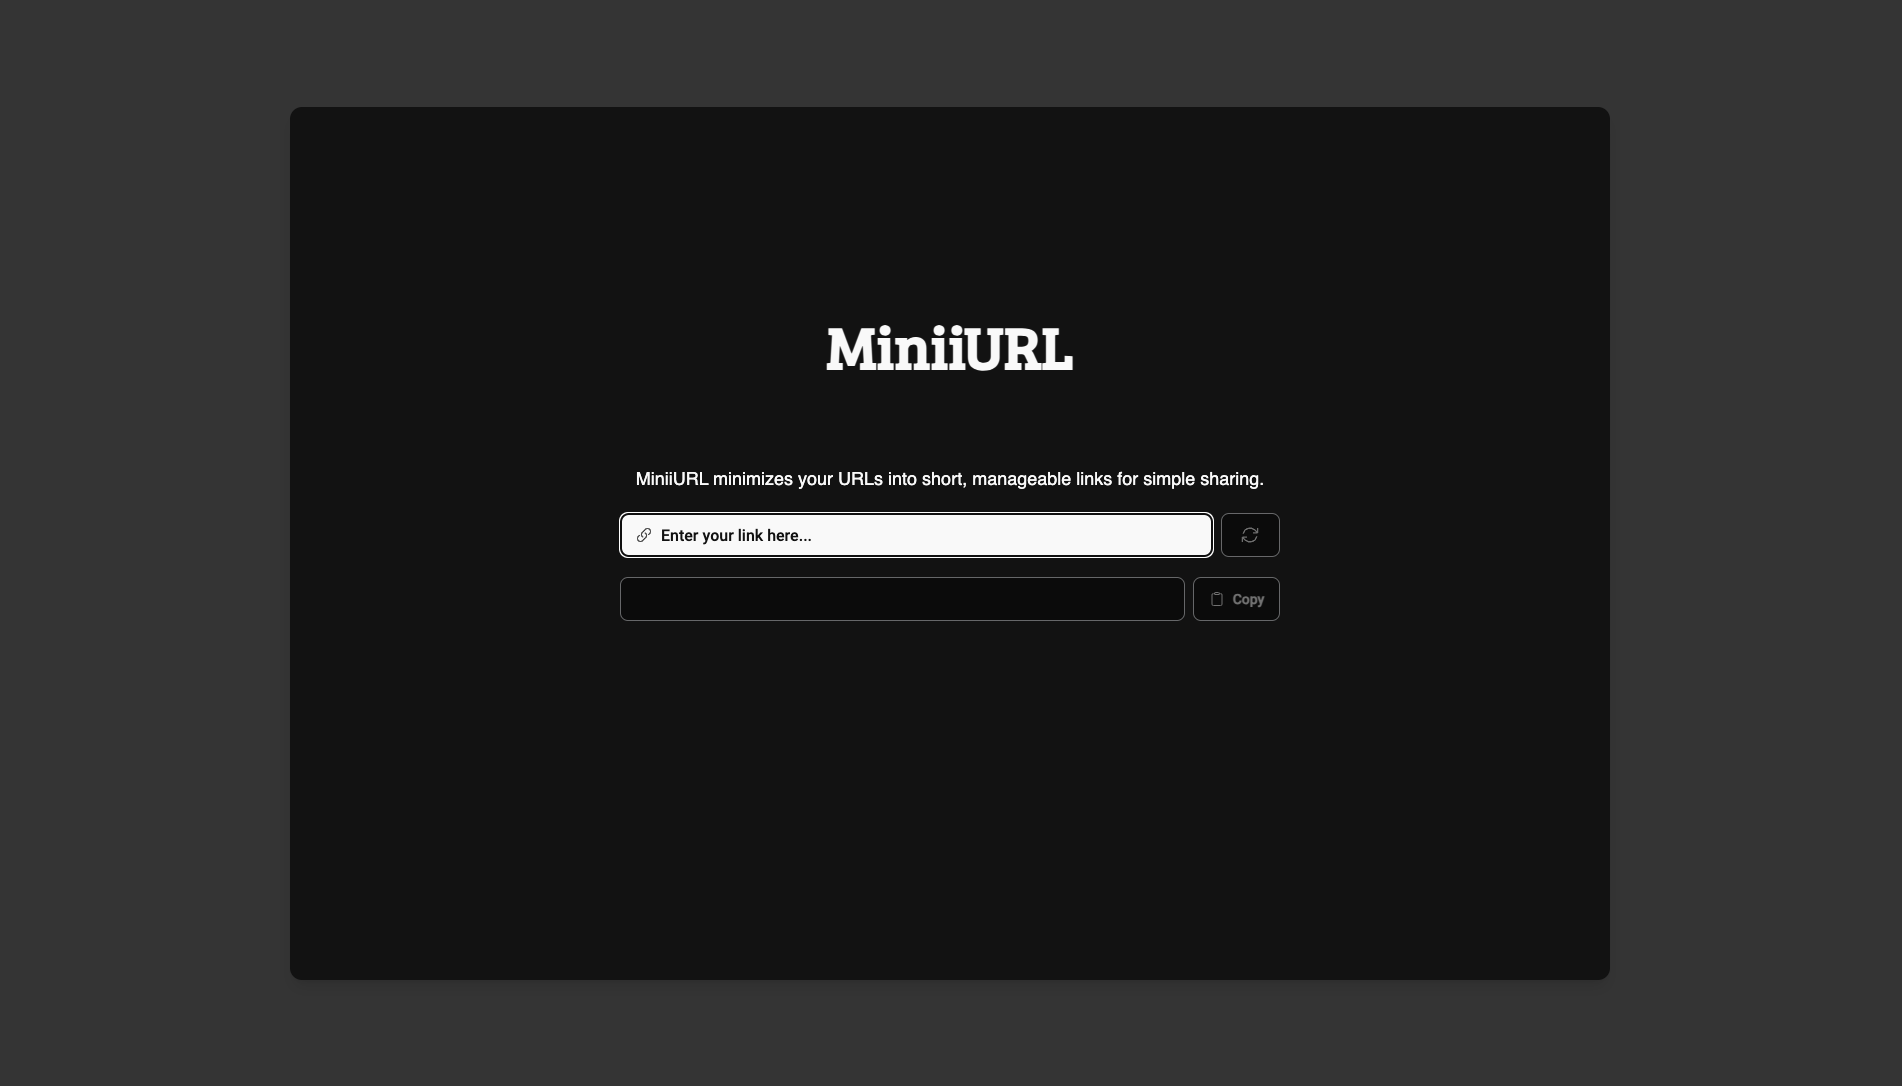 MiniiURL
MiniiURL minimizes your URLs into short, manageable links for simple sharing.
Enter your link here...
Copy